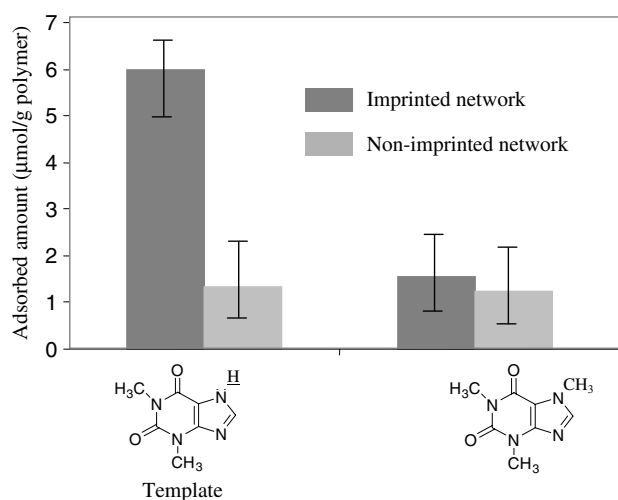 Adsorbed amount (μmol/g polymer)
7
6
5
4
3
2
1
0
Imprinted network
Non-imprinted network
O
H
H₃C
N
N
O
N
N
CH₃
Template
O
CH₃
H₃C
N
N
O
N
N
CH₃